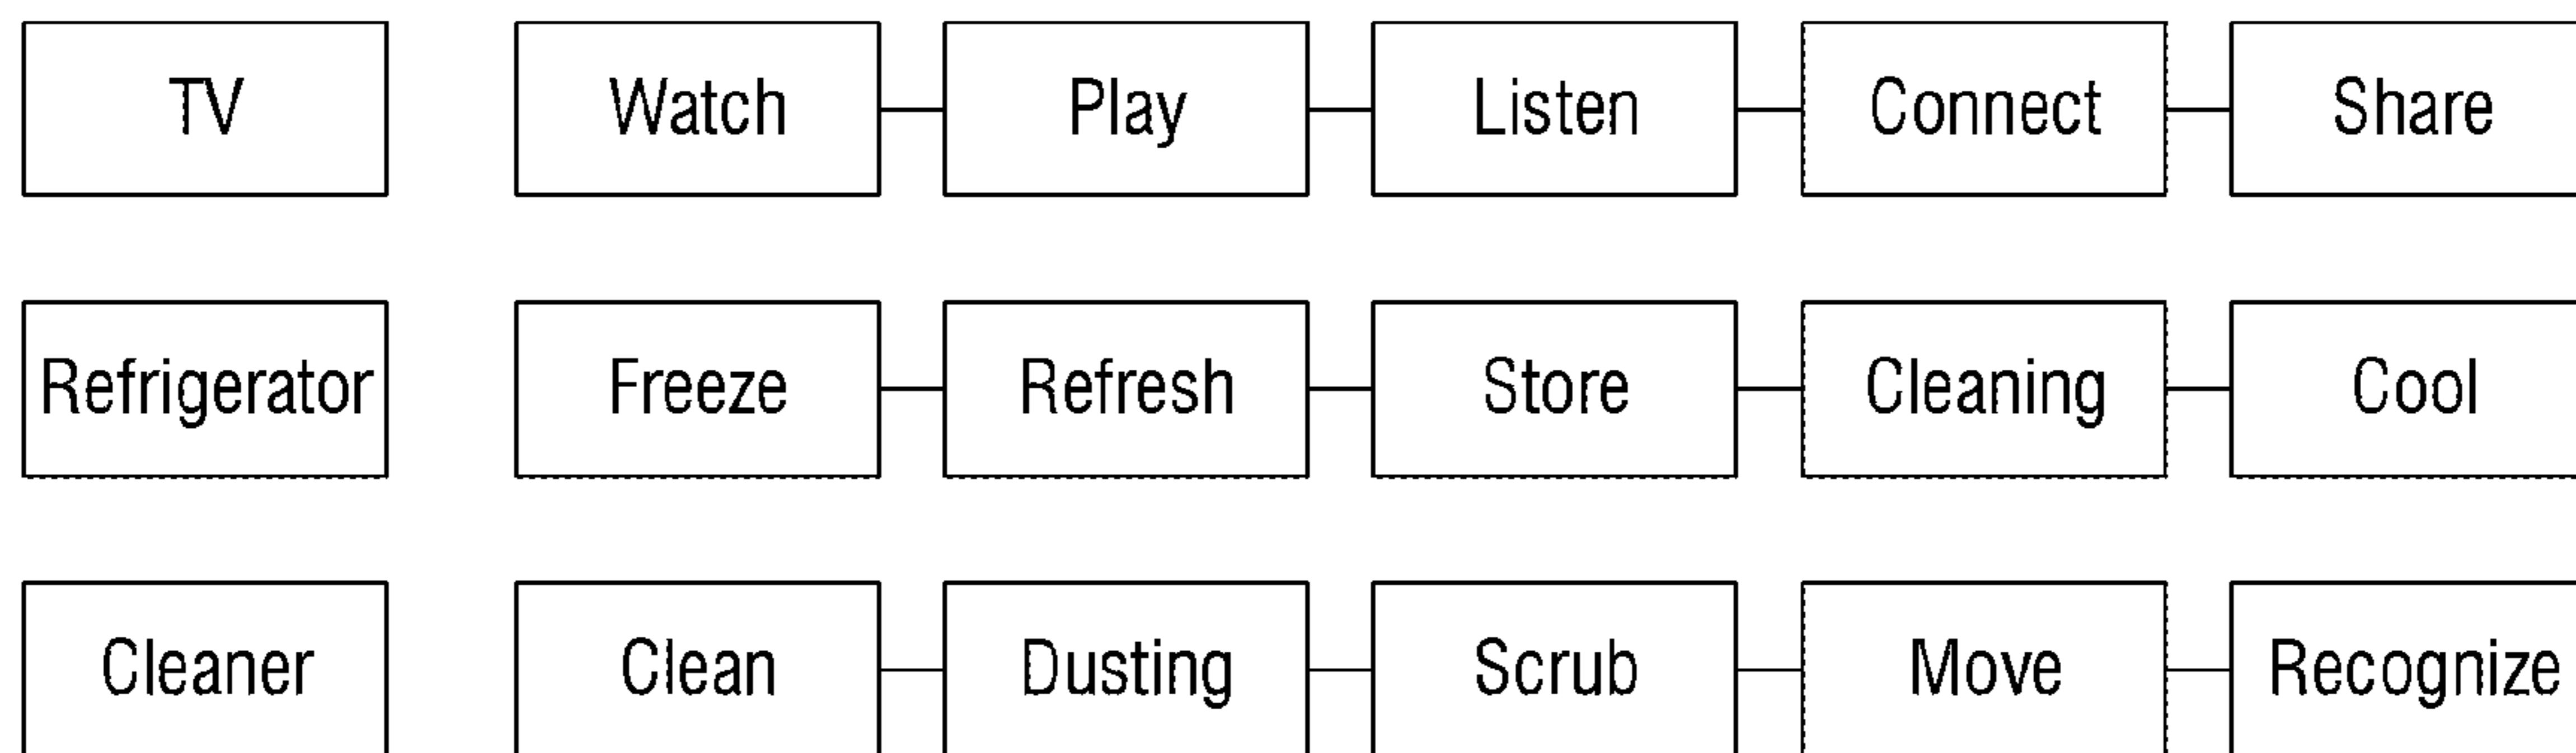 TV Watch Play Listen Connect Share
Refrigerator Freeze Refresh Store Cleaning Cool
Cleaner Clean Dusting Scrub Move Recognize